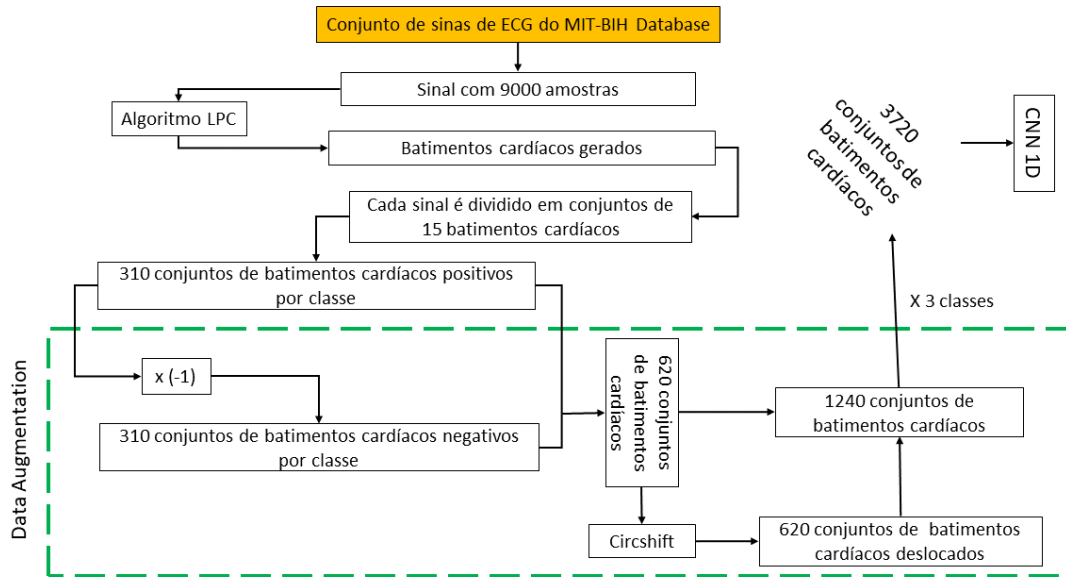 Conjunto de sinas de ECG do MIT-BIH Database
Sinal com 9000 amostras
Algoritmo LPC
Batimentos cardíacos gerados
Cada sinal é dividido em conjuntos de
15 batimentos cardíacos
310 conjuntos de batimentos cardíacos positivos
por classe
Data Augmentation
x (-1)
310 conjuntos de batimentos cardíacos negativos
por classe
620 conjuntos
de batimentos
cardíacos
Circshift
620 conjuntos de batimentos
cardíacos deslocados
1240 conjuntos de
batimentos cardíacos
X 3 classes
3720
conjuntos de
batimentos
cardíacos
CNN 1D